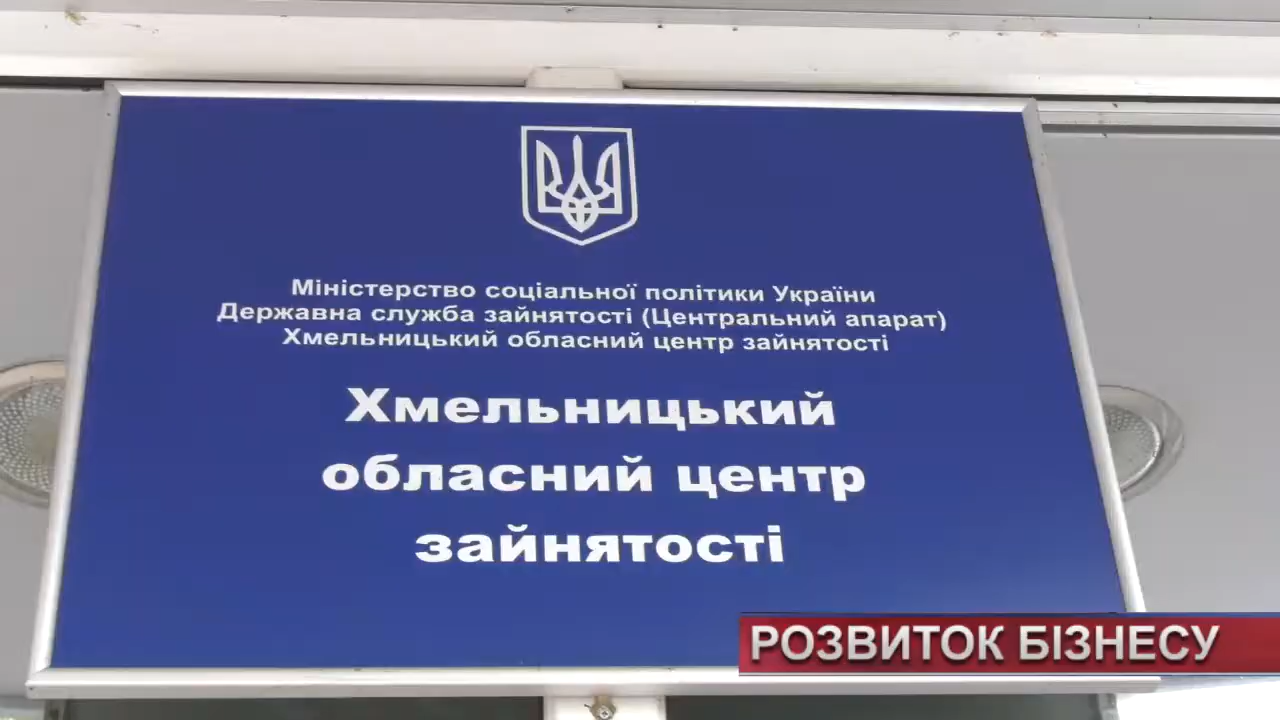 Міністерство соціальної політики України
Державна служба зайнятості (Центральний апарат)
Хмельницький обласний центр зайнятості
Хмельницький
обласний центр
зайнятості
РОЗВИТОК БІЗНЕСУ